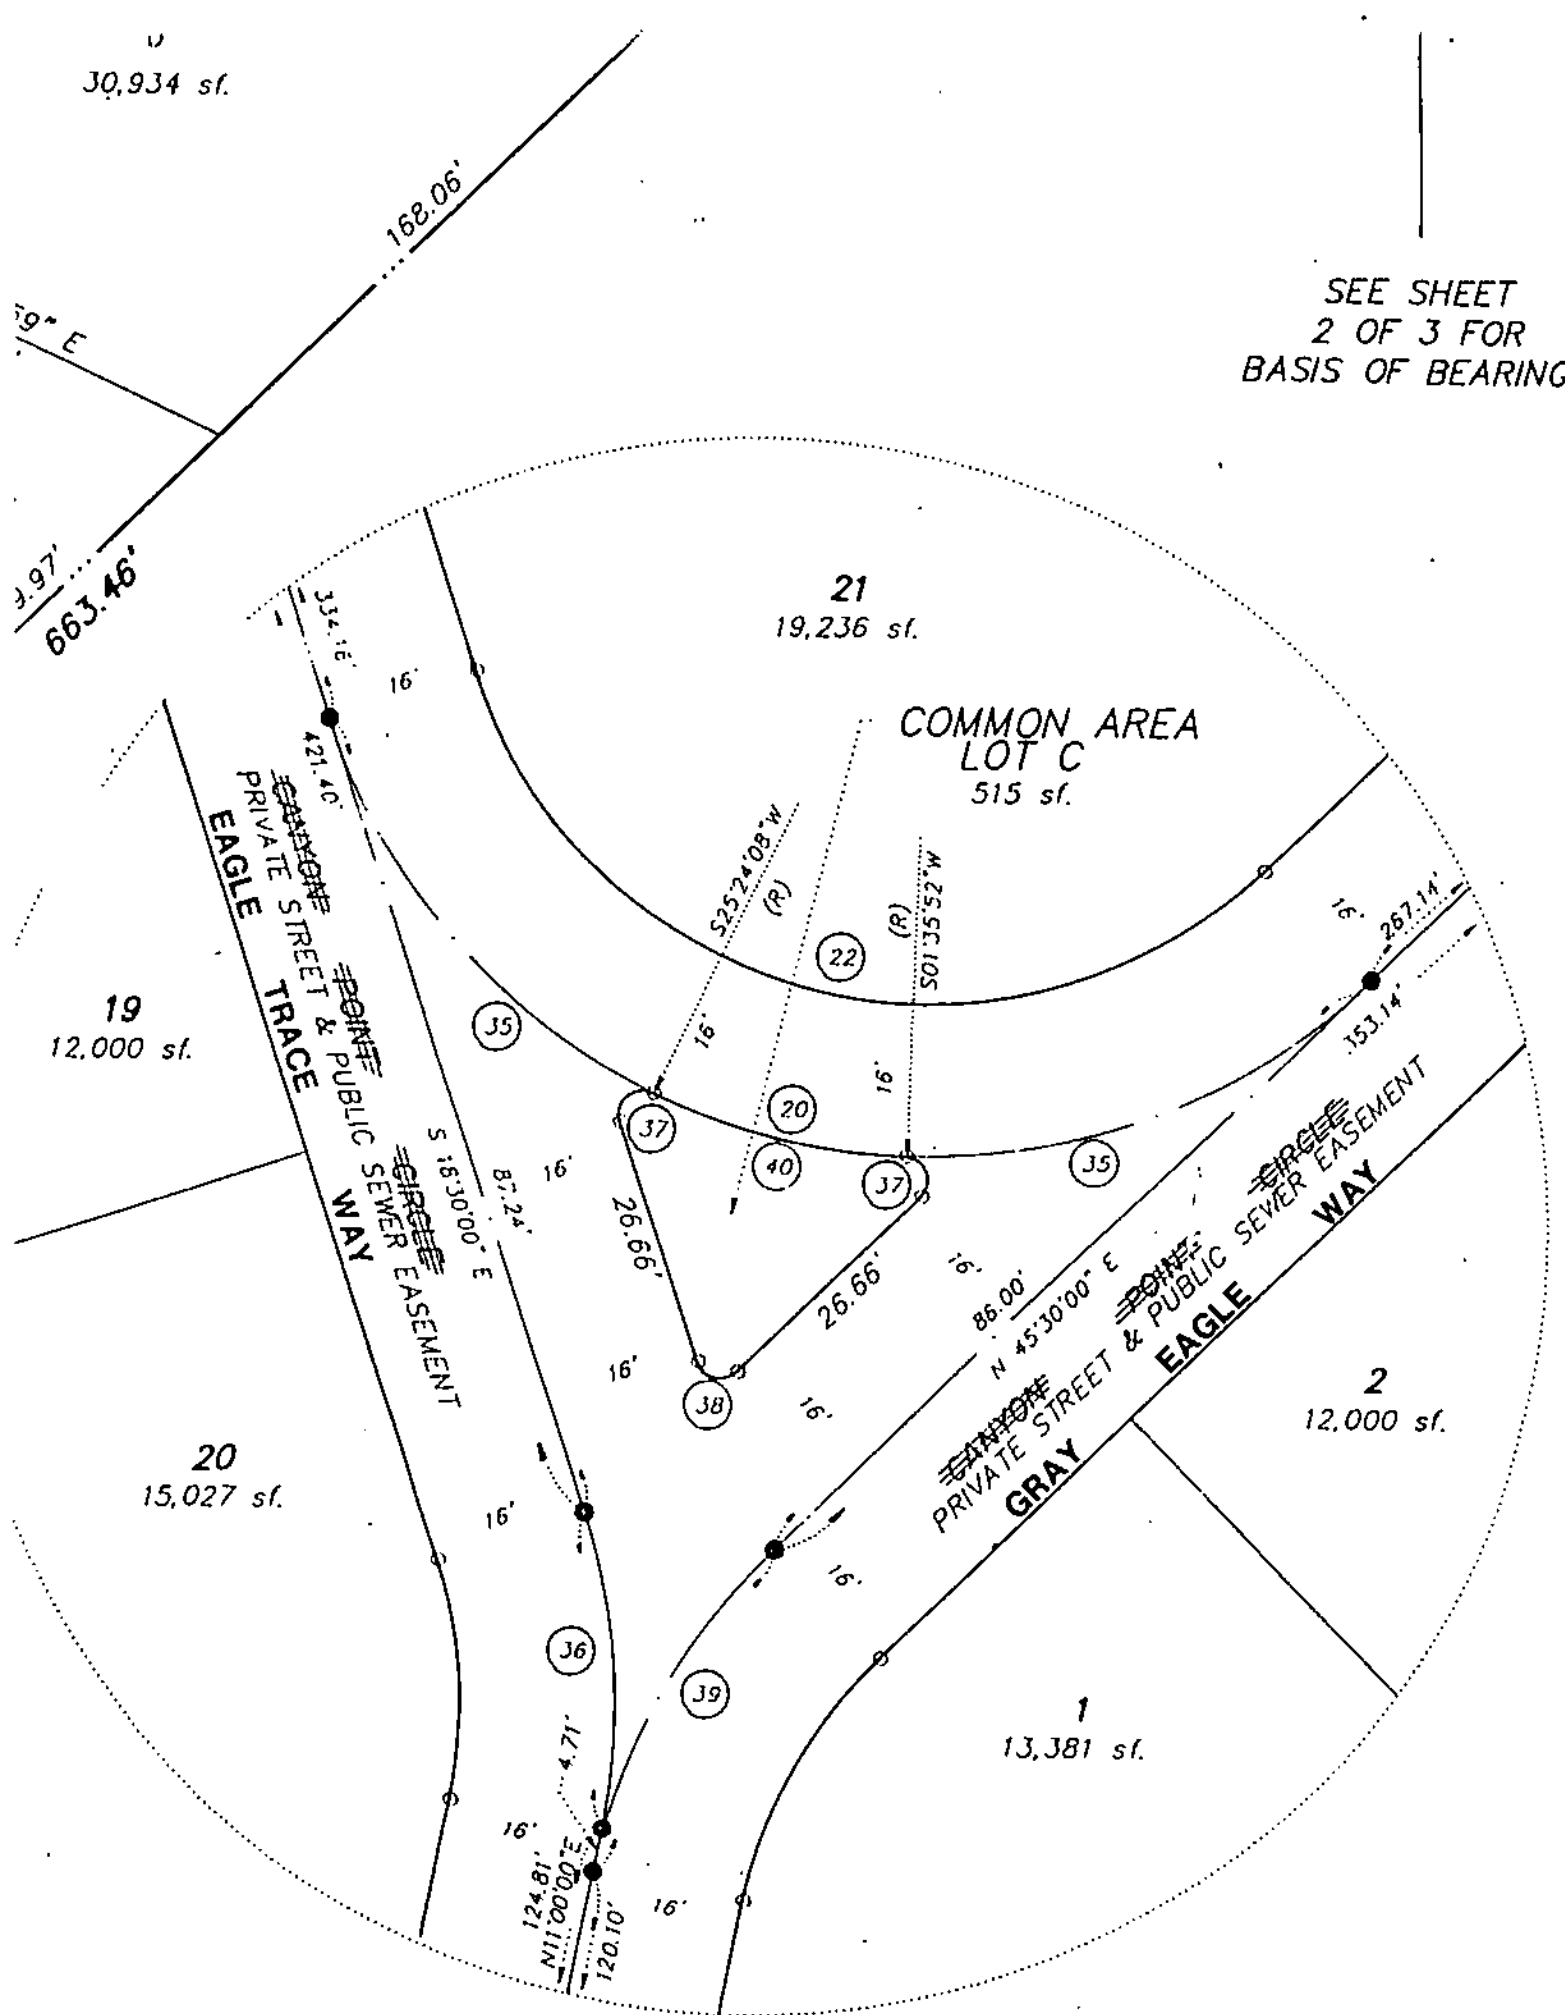 30,934 sf.
168.06'
59" E
SEE SHEET
2 OF 3 FOR
BASIS OF BEARING
9.97'
663.46'
21
19,236 sf.
16'
421.40'
COMMON AREA
LOT C
515 sf.
S25°24'08"W
(R)
(R)
S01°35'52"W
22
16'
267.14'
353.14'
CANYON POINT CIRCLE
PRIVATE STREET & PUBLIC SEWER EASEMENT
EAGLE TRACE WAY
19
12,000 sf.
35
16'
16'
37
20
40
37
35
S 18°30'00" E
87.24'
16'
26.66'
26.66'
16'
86.00'
N 45°30'00" E
CANYON POINT CIRCLE
PRIVATE STREET & PUBLIC SEWER EASEMENT
GRAY EAGLE WAY
16'
38
16'
2
12,000 sf.
20
15,027 sf.
16'
16'
36
39
1
13,381 sf.
4.71'
16'
124.81'
N11°00'00"E
120.10'
16'